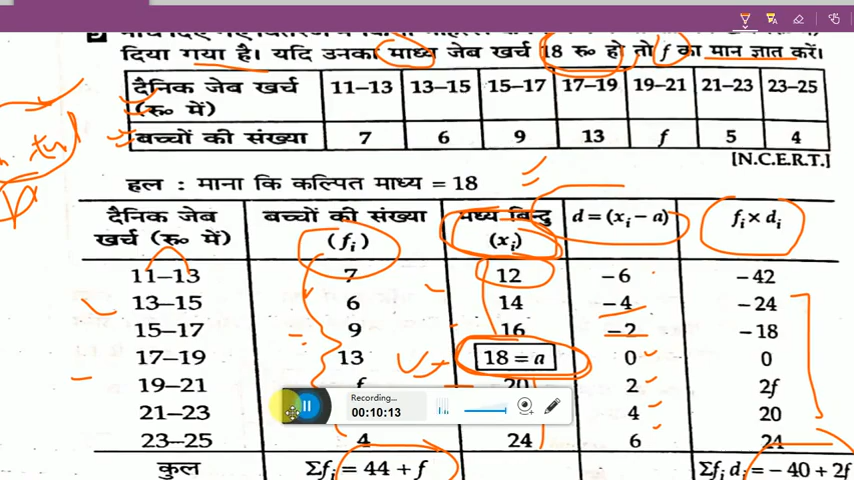 दिया गया है। यदि उनका माध्य जेब खर्च 18 रु० हो तो f का मान ज्ञात करें।
दैनिक जेब खर्च (रु० में) 11–13 13–15 15–17 17–19 19–21 21–23 23–25
बच्चों की संख्या 7 6 9 13 f 5 4
[N.C.E.R.T.]
हल : माना कि कल्पित माध्य = 18
दैनिक जेब खर्च (रु० में) बच्चों की संख्या (fi) मध्य बिन्दु (xi) d = (xi – a) fi × di
11–13 7 12 –6 –42
13–15 6 14 –4 –24
15–17 9 16 –2 –18
17–19 13 18 = a 0 0
19–21 f 20 2 2f
21–23 4 20
23–25 4 24 6 24
कुल Σfi = 44 + f Σfi di = – 40 + 2f
Recording...
00:10:13